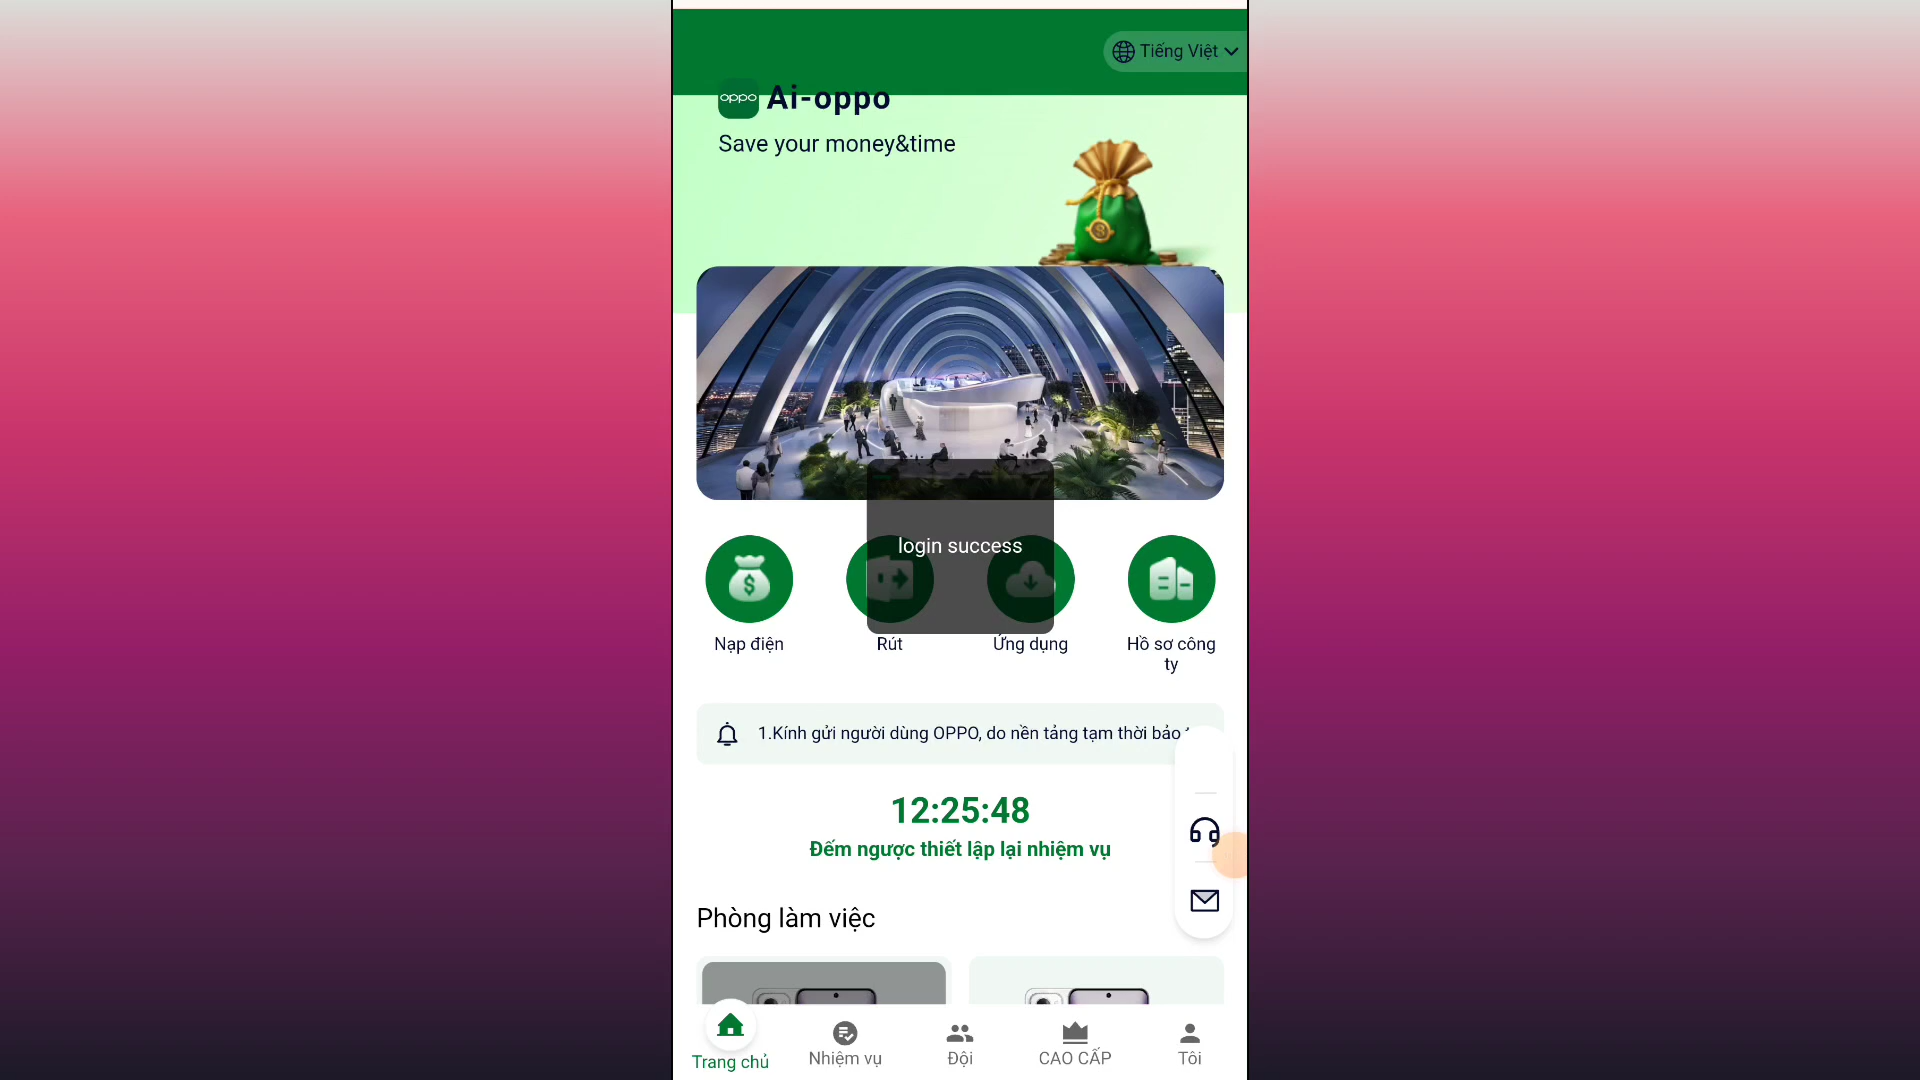 Tiếng Việt
oppo Ai-oppo
Save your money&time
login success
Nạp điện
Rút
Ứng dụng
Hồ sơ công
ty
1.Kính gửi người dùng OPPO, do nền tảng tạm thời bảo
12:25:48
Đếm ngược thiết lập lại nhiệm vụ
Phòng làm việc
Trang chủ
Nhiệm vụ
Đội
CAO CẤP
Tôi